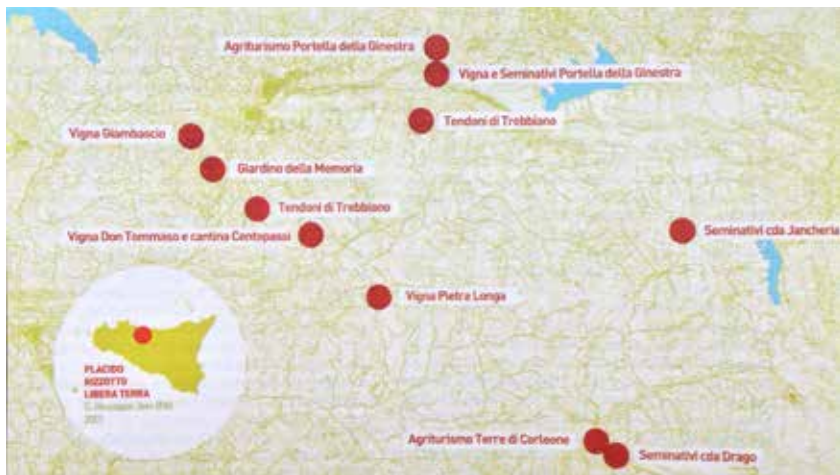 Agriturismo Portella della Ginestra
Vigna e Seminativi Portella della Ginestra
Tendoni di Trebbiano
Vigna Giambascio
Giardino della Memoria
Tendoni di Trebbiano
Vigna Don Tommaso e cantina Centopassi
Seminativi cda Jancheria
Vigna Pietra Longa
PLACIDO
RIZZOTTO
LIBERA TERRA
Agriturismo Terre di Corleone
Seminativi cda Drago